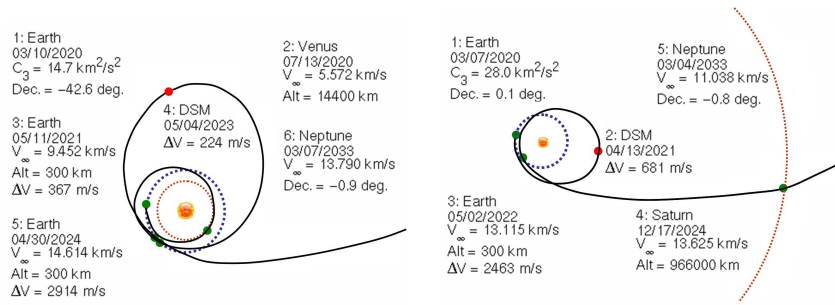 1: Earth
03/10/2020
C3 = 14.7 km²/s²
Dec. = −42.6 deg.
2: Venus
07/13/2020
V∞ = 5.572 km/s
Alt = 14400 km
3: Earth
05/11/2021
V∞ = 9.452 km/s
Alt = 300 km
ΔV = 367 m/s
4: DSM
05/04/2023
ΔV = 224 m/s
5: Earth
04/30/2024
V∞ = 14.614 km/s
Alt = 300 km
ΔV = 2914 m/s
6: Neptune
03/07/2033
V∞ = 13.790 km/s
Dec. = −0.9 deg.
1: Earth
03/07/2020
C3 = 28.0 km²/s²
Dec. = 0.1 deg.
2: DSM
04/13/2021
ΔV = 681 m/s
3: Earth
05/02/2022
V∞ = 13.115 km/s
Alt = 300 km
ΔV = 2463 m/s
4: Saturn
12/17/2024
V∞ = 13.625 km/s
Alt = 966000 km
5: Neptune
03/04/2033
V∞ = 11.038 km/s
Dec. = −0.8 deg.